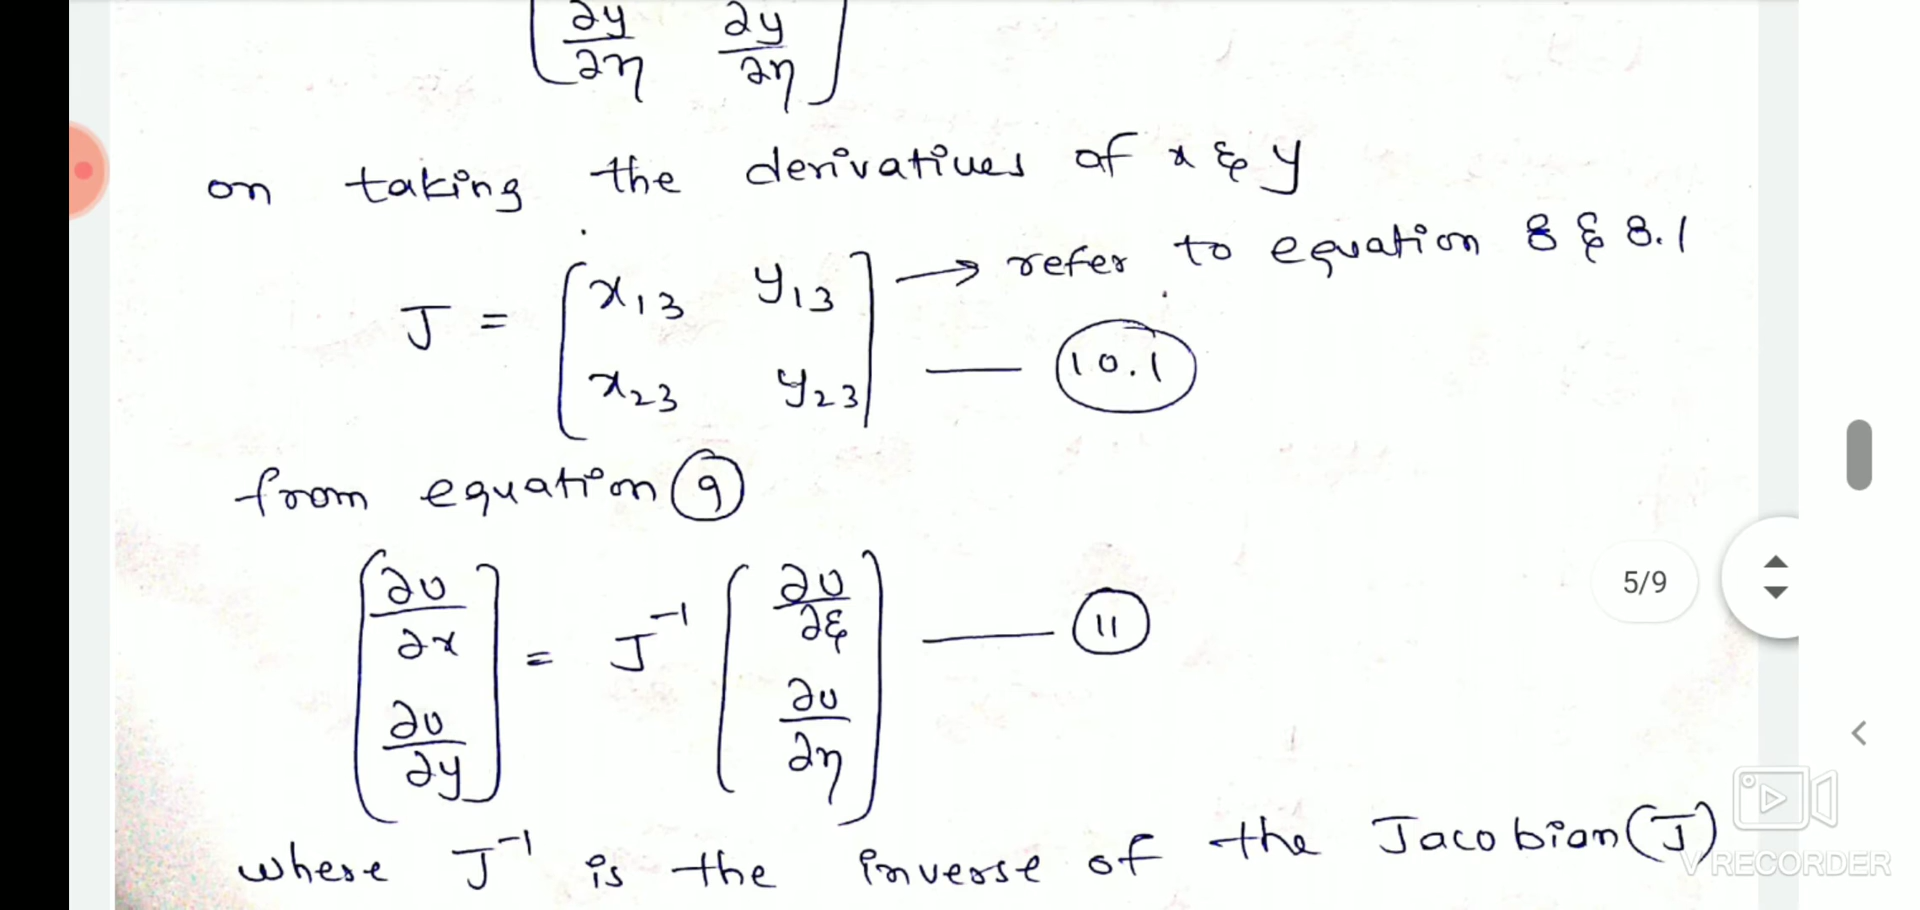 ∂y/∂η ∂y/∂η
on taking the derivatives of x & y
J = [x₁₃ y₁₃ → refer to equation 8 & 8.1
x₂₃ y₂₃] — 10.1
from equation 9
[∂u/∂x = J⁻¹ [∂u/∂ξ — 11
∂u/∂y] ∂u/∂η]
5/9
where J⁻¹ is the inverse of the Jacobian (J)
V RECORDER